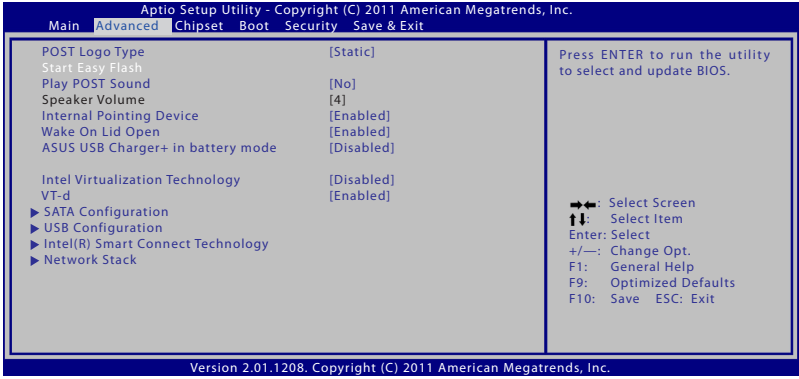 Aptio Setup Utility - Copyright (C) 2011 American Megatrends, Inc.
Main Advanced Chipset Boot Security Save & Exit
POST Logo Type [Static]
Start Easy Flash
Play POST Sound [No]
Speaker Volume [4]
Internal Pointing Device [Enabled]
Wake On Lid Open [Enabled]
ASUS USB Charger+ in battery mode [Disabled]
Intel Virtualization Technology [Disabled]
VT-d [Enabled]
SATA Configuration
USB Configuration
Intel(R) Smart Connect Technology
Network Stack
Press ENTER to run the utility
to select and update BIOS.
→←: Select Screen
↑↓: Select Item
Enter: Select
+/—: Change Opt.
F1: General Help
F9: Optimized Defaults
F10: Save ESC: Exit
Version 2.01.1208. Copyright (C) 2011 American Megatrends, Inc.